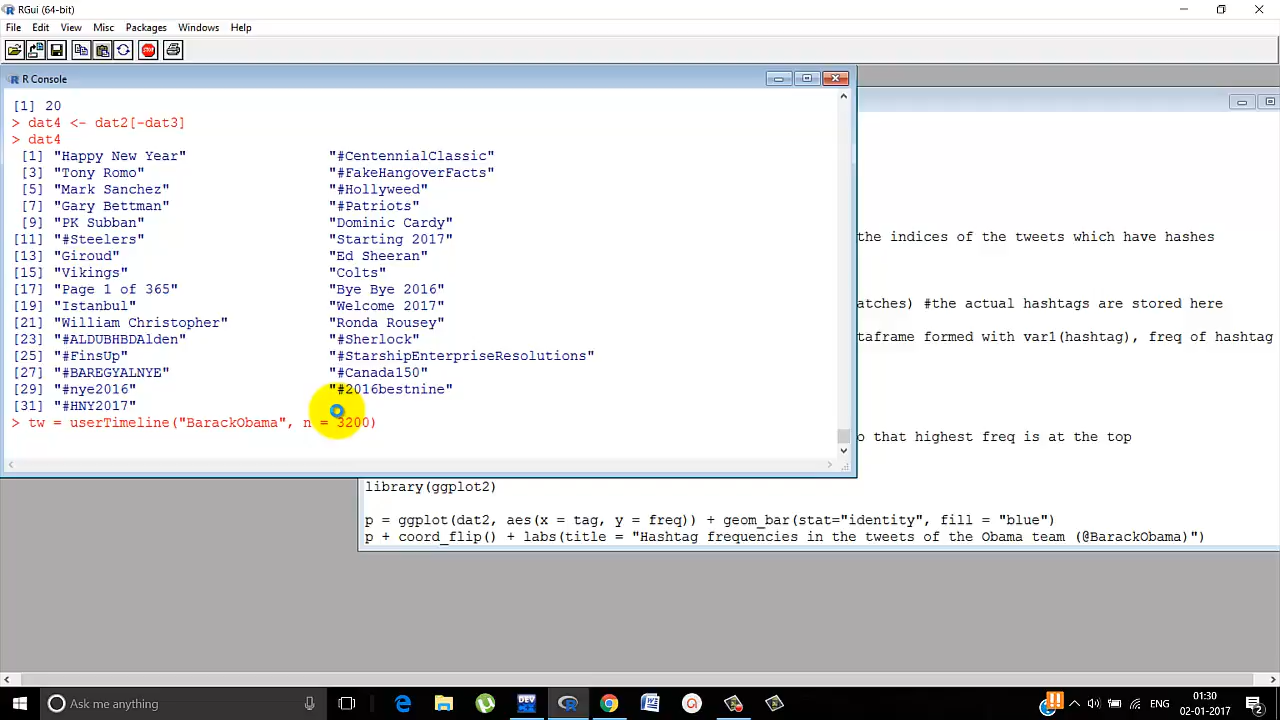 RGui (64-bit)
File Edit View Misc Packages Windows Help
STOP
R Console
[1] 20
> dat4 <- dat2[-dat3]
> dat4
[1] "Happy New Year" "#CentennialClassic"
[3] "Tony Romo" "#FakeHangoverFacts"
[5] "Mark Sanchez" "#Hollyweed"
[7] "Gary Bettman" "#Patriots"
[9] "PK Subban" "Dominic Cardy"
[11] "#Steelers" "Starting 2017"
[13] "Giroud" "Ed Sheeran"
[15] "Vikings" "Colts"
[17] "Page 1 of 365" "Bye Bye 2016"
[19] "Istanbul" "Welcome 2017"
[21] "William Christopher" "Ronda Rousey"
[23] "#ALDUBHBDAlden" "#Sherlock"
[25] "#FinsUp" "#StarshipEnterpriseResolutions"
[27] "#BAREGYALNYE" "#Canada150"
[29] "#nye2016" "#2016bestnine"
[31] "#HNY2017"
> tw = userTimeline("BarackObama", n = 3200)
the indices of the tweets which have hashes
atches) #the actual hashtags are stored here
taframe formed with var1(hashtag), freq of hashtag
o that highest freq is at the top
library(ggplot2)
p = ggplot(dat2, aes(x = tag, y = freq)) + geom_bar(stat="identity", fill = "blue")
p + coord_flip() + labs(title = "Hashtag frequencies in the tweets of the Obama team (@BarackObama)")
Ask me anything
DEV
ENG
01:30
02-01-2017
2